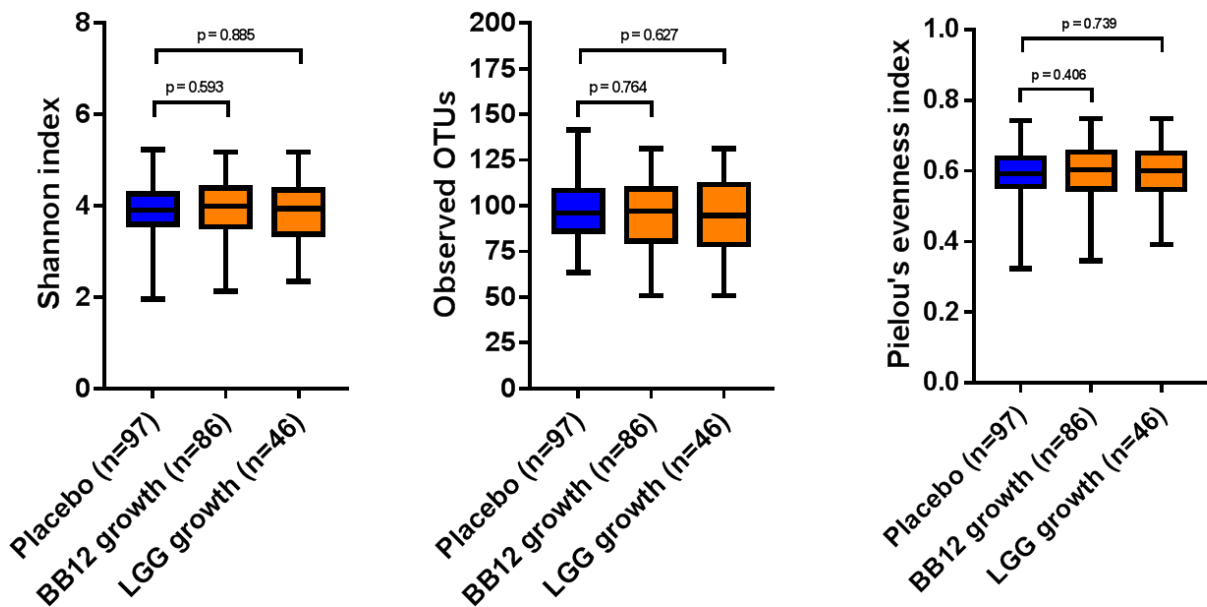 Shannon index
8
6
4
2
0
p = 0.885
p = 0.593
Placebo (n=97)
BB12 growth (n=86)
LGG growth (n=46)
Observed OTUs
200
175
150
125
100
75
50
25
0
p = 0.627
p = 0.764
Placebo (n=97)
BB12 growth (n=86)
LGG growth (n=46)
Pielou's evenness index
1.0
0.8
0.6
0.4
0.2
0.0
p = 0.739
p = 0.406
Placebo (n=97)
BB12 growth (n=86)
LGG growth (n=46)